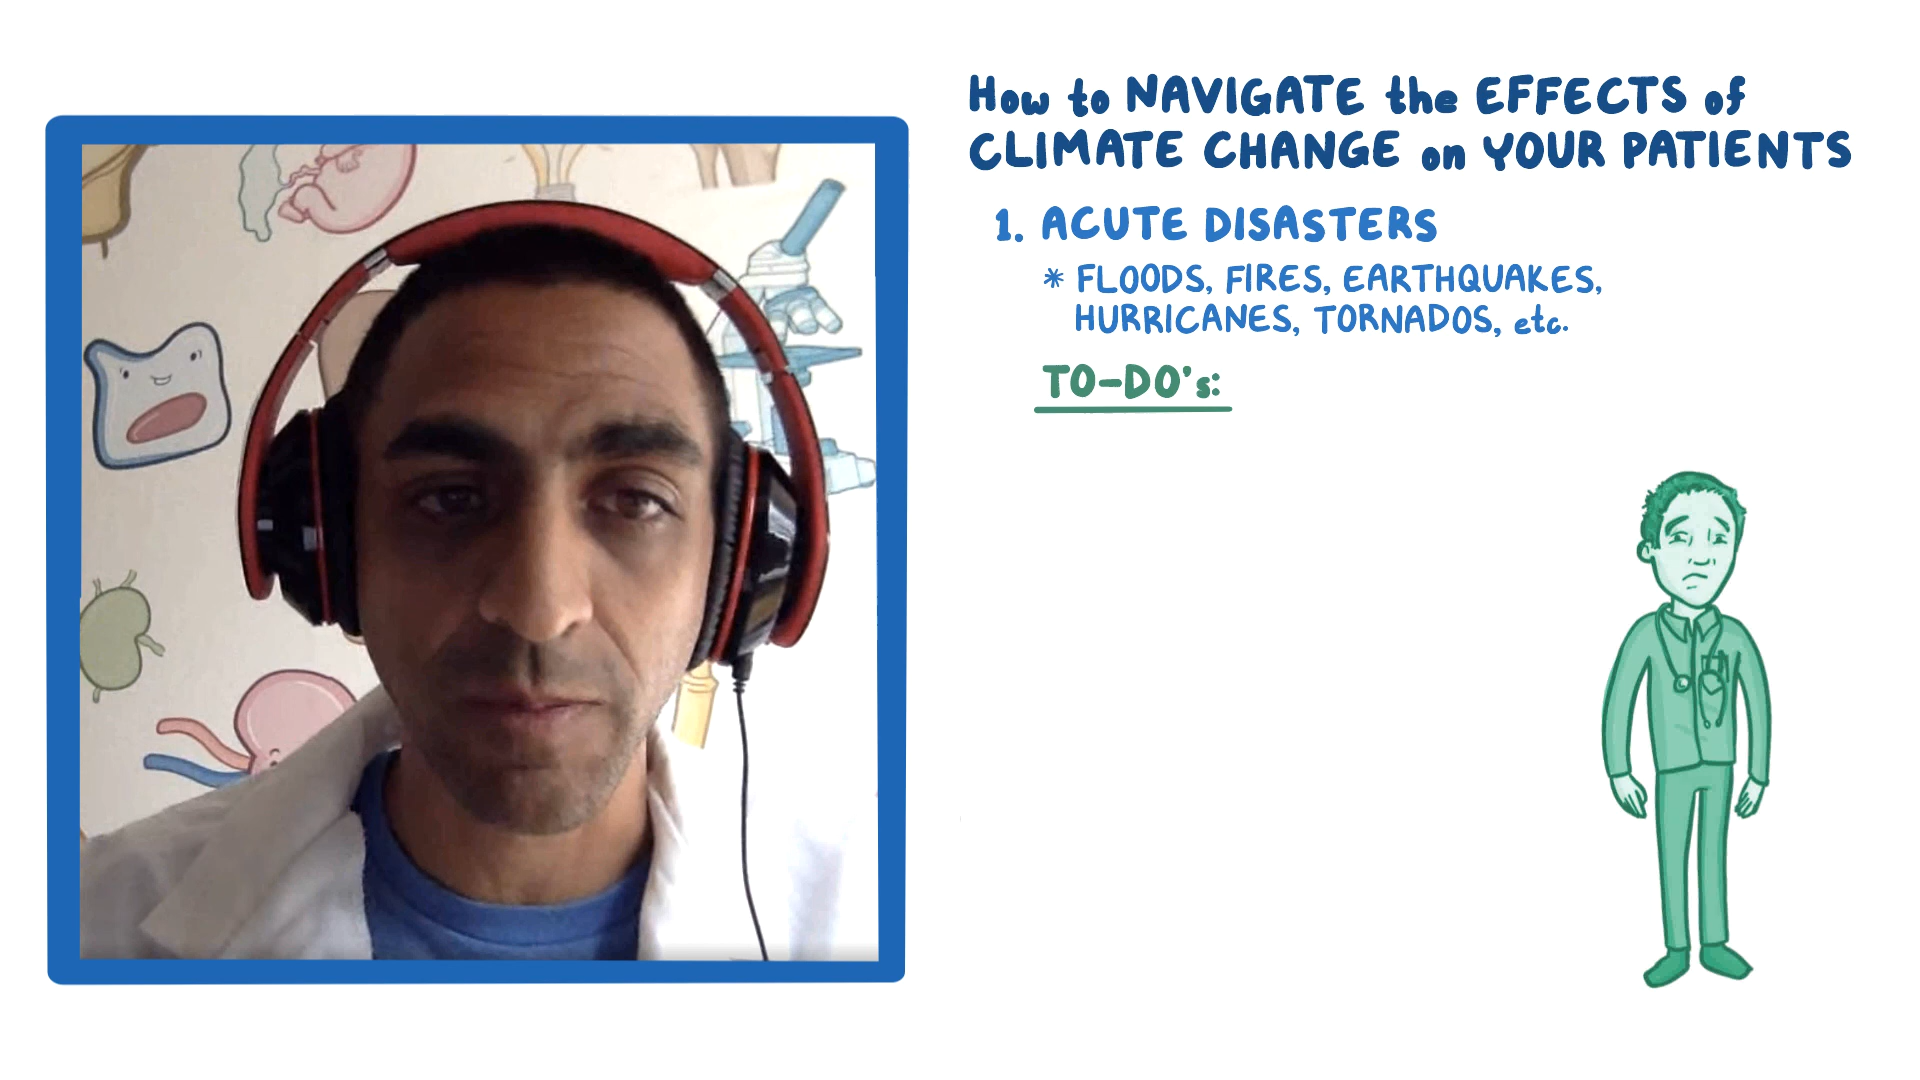 How to NAVIGATE the EFFECTS of
CLIMATE CHANGE on YOUR PATIENTS
1. ACUTE DISASTERS
* FLOODS, FIRES, EARTHQUAKES,
HURRICANES, TORNADOS, etc.
TO-DO's: